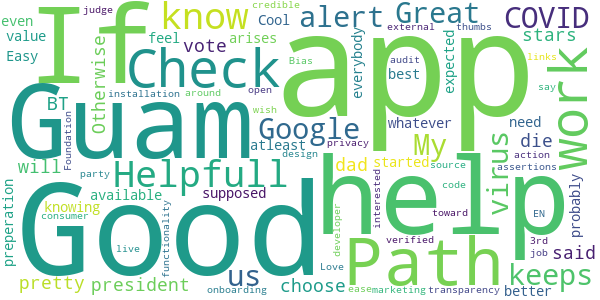 If
app
Guam
Good
help
Path
Check
Helpfull
work
know
alert
Great
COVID
Google
My
virus
keeps
us
stars
vote
arises
Cool
feel
even
value
Easy
judge
credible
thumbs
external
Bias
audit
links
everybody
expected
best
say
BT
Otherwise
installation
around
open
wish
privacy
need
die
whatever
atleast
design
action
assertions
Foundation
party
will
available
supposed
dad
started
source
code
interested
probably
preperation
knowing
consumer
functionality
live
pretty
president
onboarding
choose
Love
developer
ease
marketing
verified
toward
transparency
EN
3rd
job
said
better